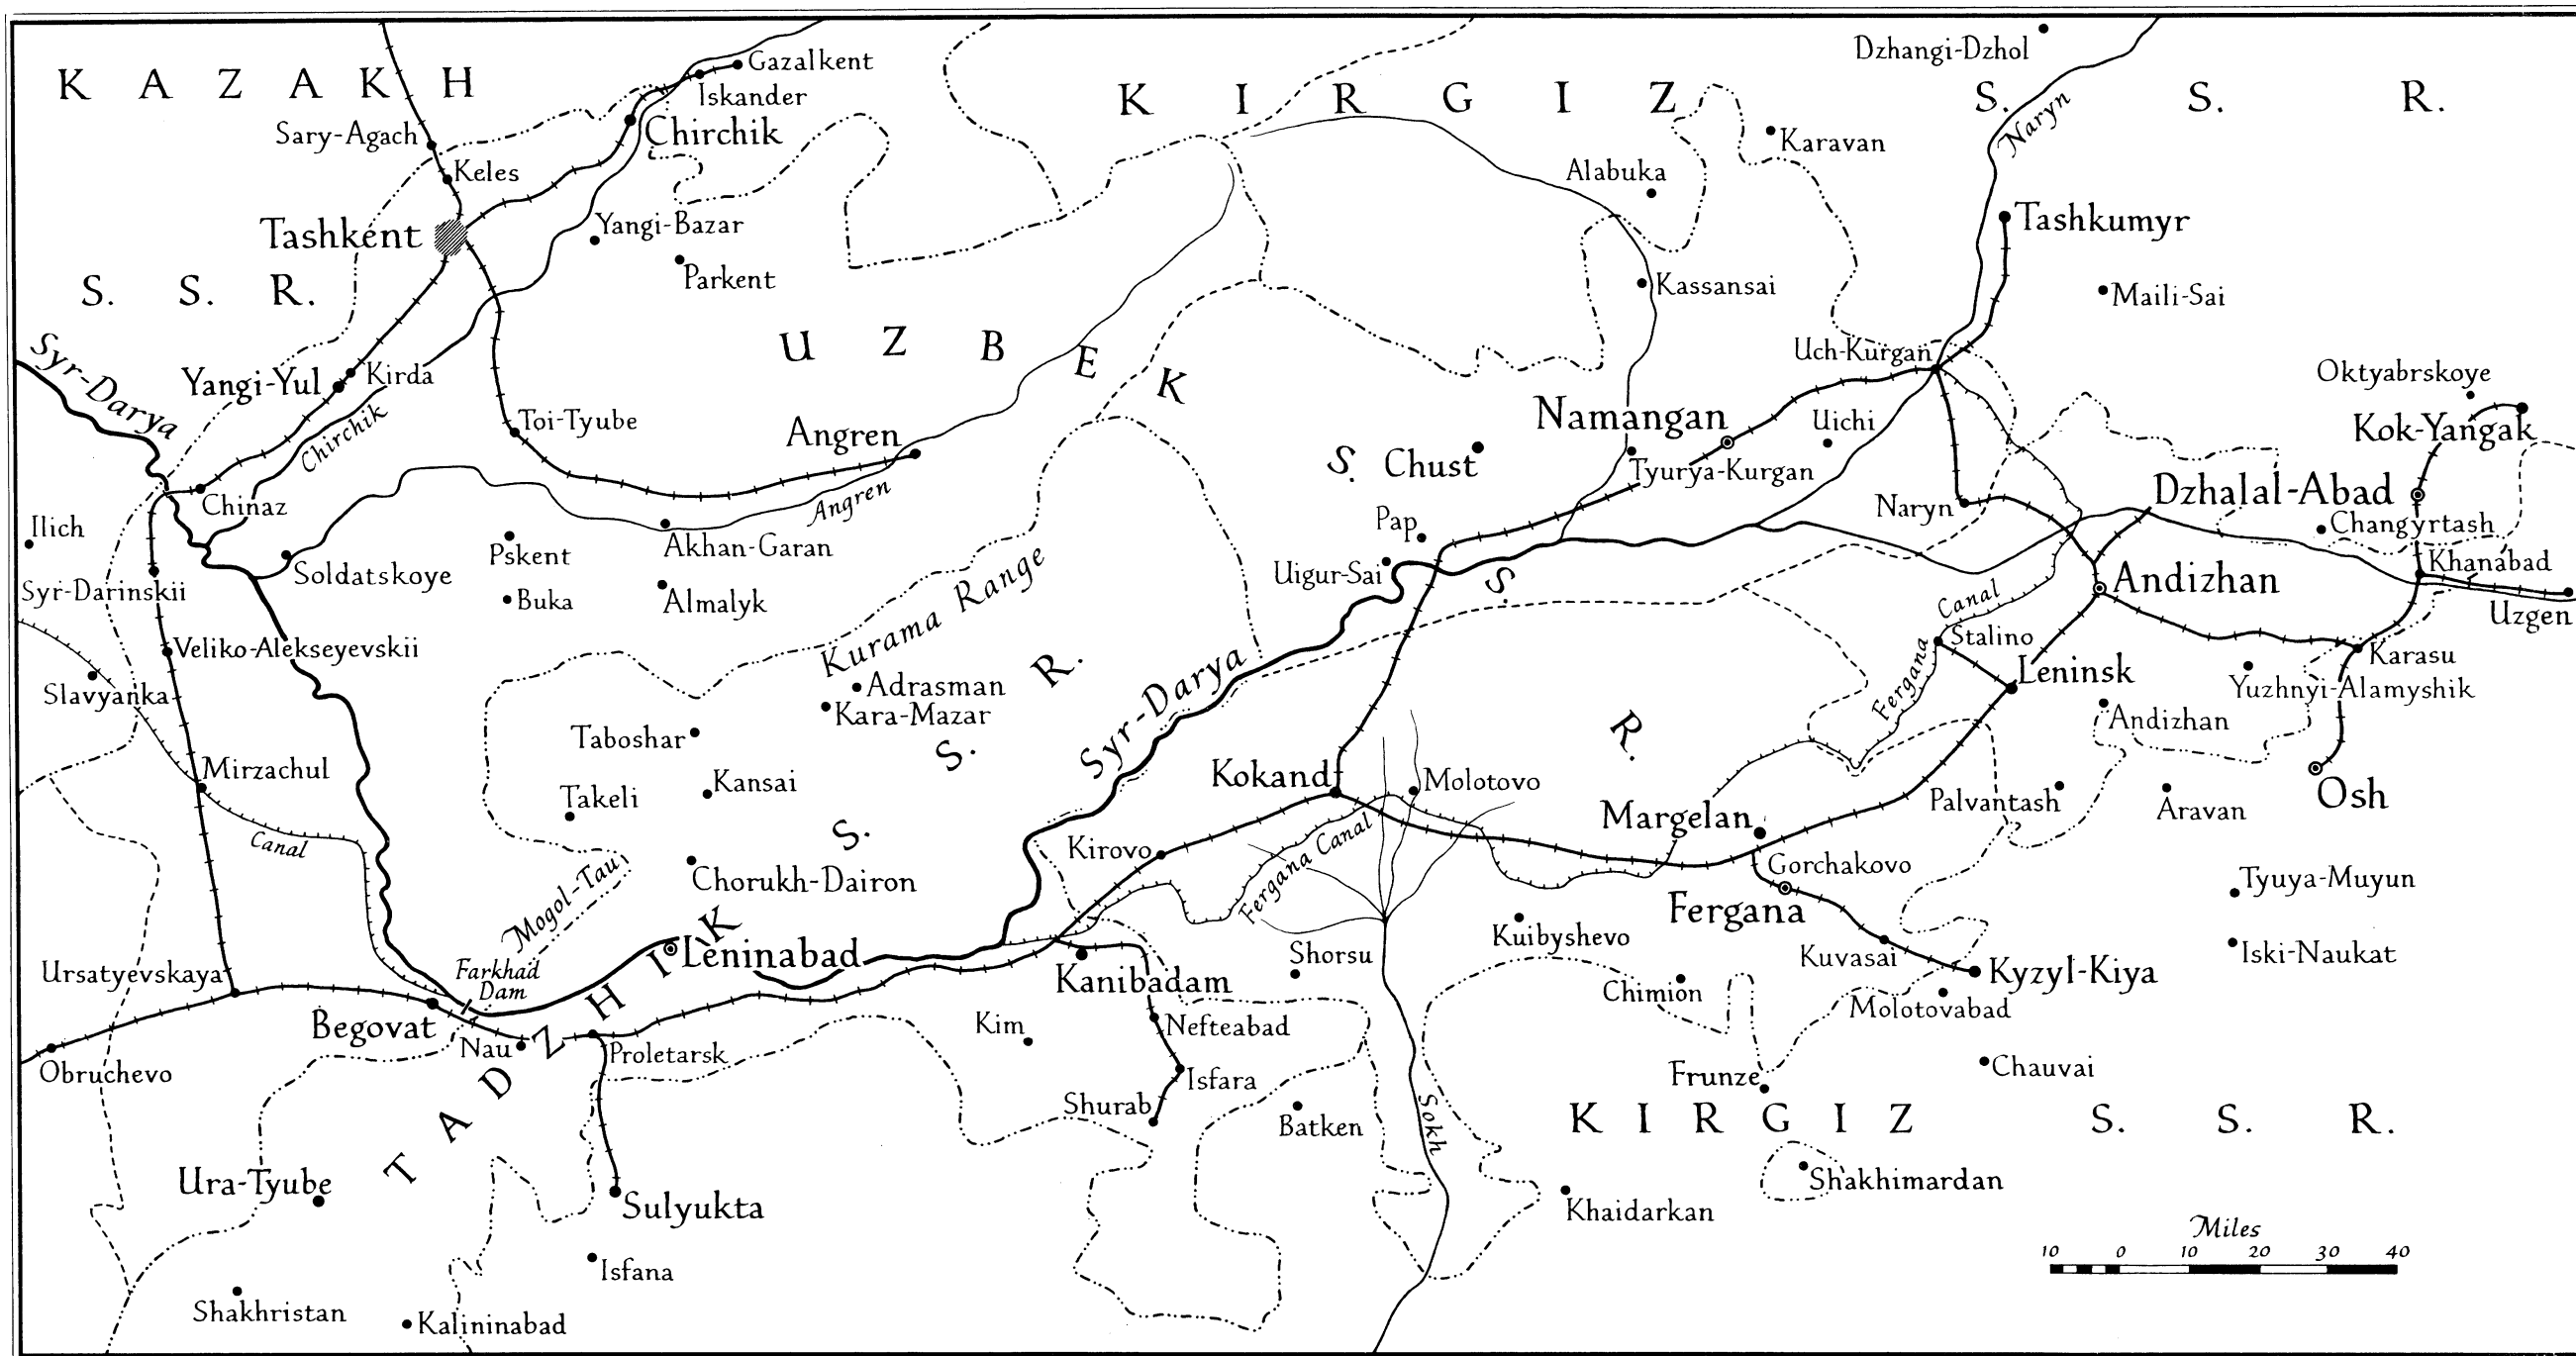 KAZAKH
S. S. R.
KIRGIZ S. S. R.
UZBEK
S. S. R.
TADZHIK
S. S. R.
KIRGIZ S. S. R.
Gazalkent
Iskander
Chirchik
Sary-Agach
Keles
Tashkent
Yangi-Bazar
Parkent
Dzhangi-Dzhol
Naryn
Karavan
Alabuka
Tashkumyr
Kassansai
Maili-Sai
Syr-Darya
Yangi-Yul
Kirda
Chirchik
Toi-Tyube
Angren
Angren
Uch-Kurgan
Oktyabrskoye
Kok-Yangak
Namangan
Uichi
Chust
Tyurya-Kurgan
Dzhalal-Abad
Naryn
Changyrtash
Chinaz
Ilich
Pskent
Akhan-Garan
Pap
Khanabad
Soldatskoye
Uigur-Sai
Andizhan
Uzgen
Syr-Darinskii
Buka
Almalyk
Kurama Range
Canal
Stalino
Fergana
Veliko-Alekseyevskii
Leninsk
Karasu
Slavyanka
Adrasman
Kara-Mazar
Syr-Darya
Yuzhnyi-Alamyshik
Andizhan
Taboshar
Mirzachul
Kansai
Takeli
Kokand
Molotovo
Palvantash
Aravan
Osh
Margelan
Canal
Kirovo
Fergana Canal
Gorchakovo
Mogol-Tau
Chorukh-Dairon
Tyuya-Muyun
Fergana
Leninabad
Kuibyshevo
Ursatyevskaya
Farkhad
Dam
Shorsu
Kuvasai
Iski-Naukat
Kanibadam
Kyzyl-Kiya
Chimion
Molotovabad
Begovat
Kim
Nefteabad
Nau
Proletarsk
Obruchevo
Isfara
Chauvai
Frunze
Shurab
Batken
Sokh
Ura-Tyube
Sulyukta
Shakhimardan
Khaidarkan
Isfana
Shakhristan
Kalininabad
Miles
10 0 10 20 30 40